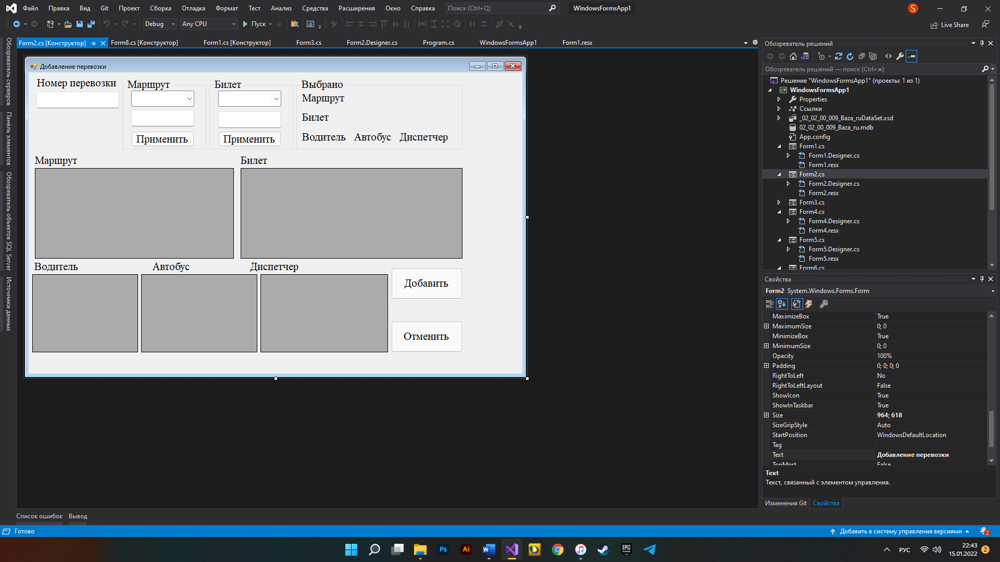 Файл Правка Вид Git Проект Сборка Отладка Формат Тест Анализ Средства Расширения Окно Справка Поиск (Ctrl+Q) WindowsFormsApp1 S
Debug Any CPU Пуск Live Share
Form2.cs [Конструктор] Form8.cs [Конструктор] Form1.cs [Конструктор] Form3.cs Form2.Designer.cs Program.cs WindowsFormsApp1 Form1.resx
Обозреватель серверов
Панель элементов
Обозреватель объектов SQL Server
Источники данных
Добавление перевозки
Номер перевозки Маршрут Билет Выбрано
Маршрут
Билет
Применить Применить Водитель Автобус Диспетчер
Маршрут Билет
Водитель Автобус Диспетчер
Добавить
Отменить
Обозреватель решений
Обозреватель решений — поиск (Ctrl+ж)
Решение "WindowsFormsApp1" (проекты: 1 из 1)
C# WindowsFormsApp1
Properties
Ссылки
_02_02_00_009_Baza_ruDataSet.xsd
02_02_00_009_Baza_ru.mdb
App.config
Form1.cs
Form1.Designer.cs
Form1.resx
Form2.cs
Form2.Designer.cs
Form2.resx
Form3.cs
Form4.cs
Form4.Designer.cs
Form4.resx
Form5.cs
Form5.Designer.cs
Form5.resx
Form6.cs
Свойства
Form2 System.Windows.Forms.Form
MaximizeBox True
MaximumSize 0; 0
MinimizeBox True
MinimumSize 0; 0
Opacity 100%
Padding 0; 0; 0; 0
RightToLeft No
RightToLeftLayout False
ShowIcon True
ShowInTaskbar True
Size 964; 618
SizeGripStyle Auto
StartPosition WindowsDefaultLocation
Tag
Text Добавление перевозки
TopMost False
Text
Текст, связанный с элементом управления.
Изменения Git Свойства
Список ошибок Вывод
Готово Добавить в систему управления версиями 2
Ps Ai W EPIC GAMES РУС 22:43 2
15.01.2022